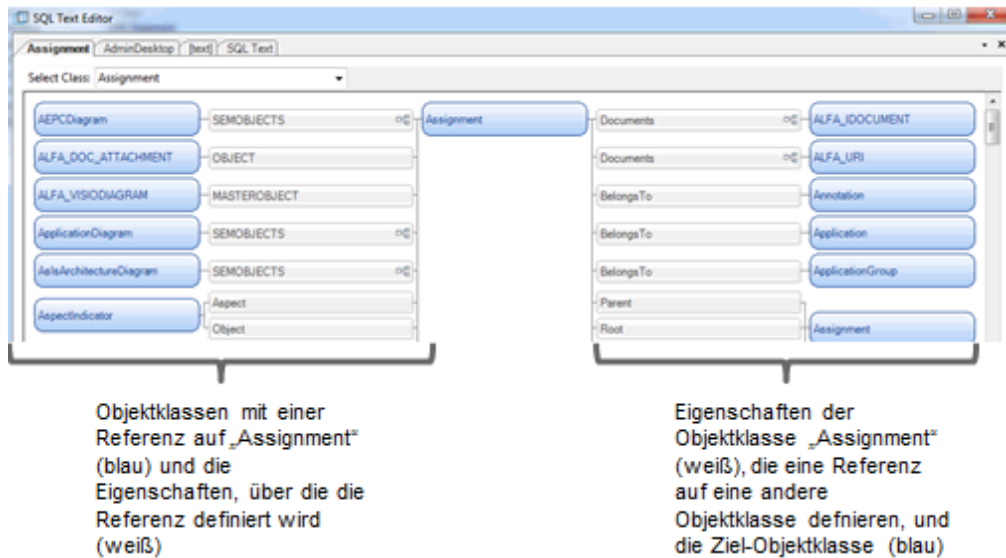 SQL Text Editor
Assignment AdminDesktop [text] SQL Text
Select Class: Assignment
AEPCDiagram SEMOBJECTS Assignment Documents ALFA_IDOCUMENT
ALFA_DOC_ATTACHMENT OBJECT Documents ALFA_URI
ALFA_VISIODIAGRAM MASTEROBJECT BelongsTo Annotation
ApplicationDiagram SEMOBJECTS BelongsTo Application
AsIsArchitectureDiagram SEMOBJECTS BelongsTo ApplicationGroup
AspectIndicator Aspect Parent Assignment
Object Root
Objektklassen mit einer
Referenz auf „Assignment“
(blau) und die
Eigenschaften, über die die
Referenz definiert wird
(weiß)
Eigenschaften der
Objektklasse „Assignment“
(weiß), die eine Referenz
auf eine andere
Objektklasse defnieren, und
die Ziel-Objektklasse (blau)